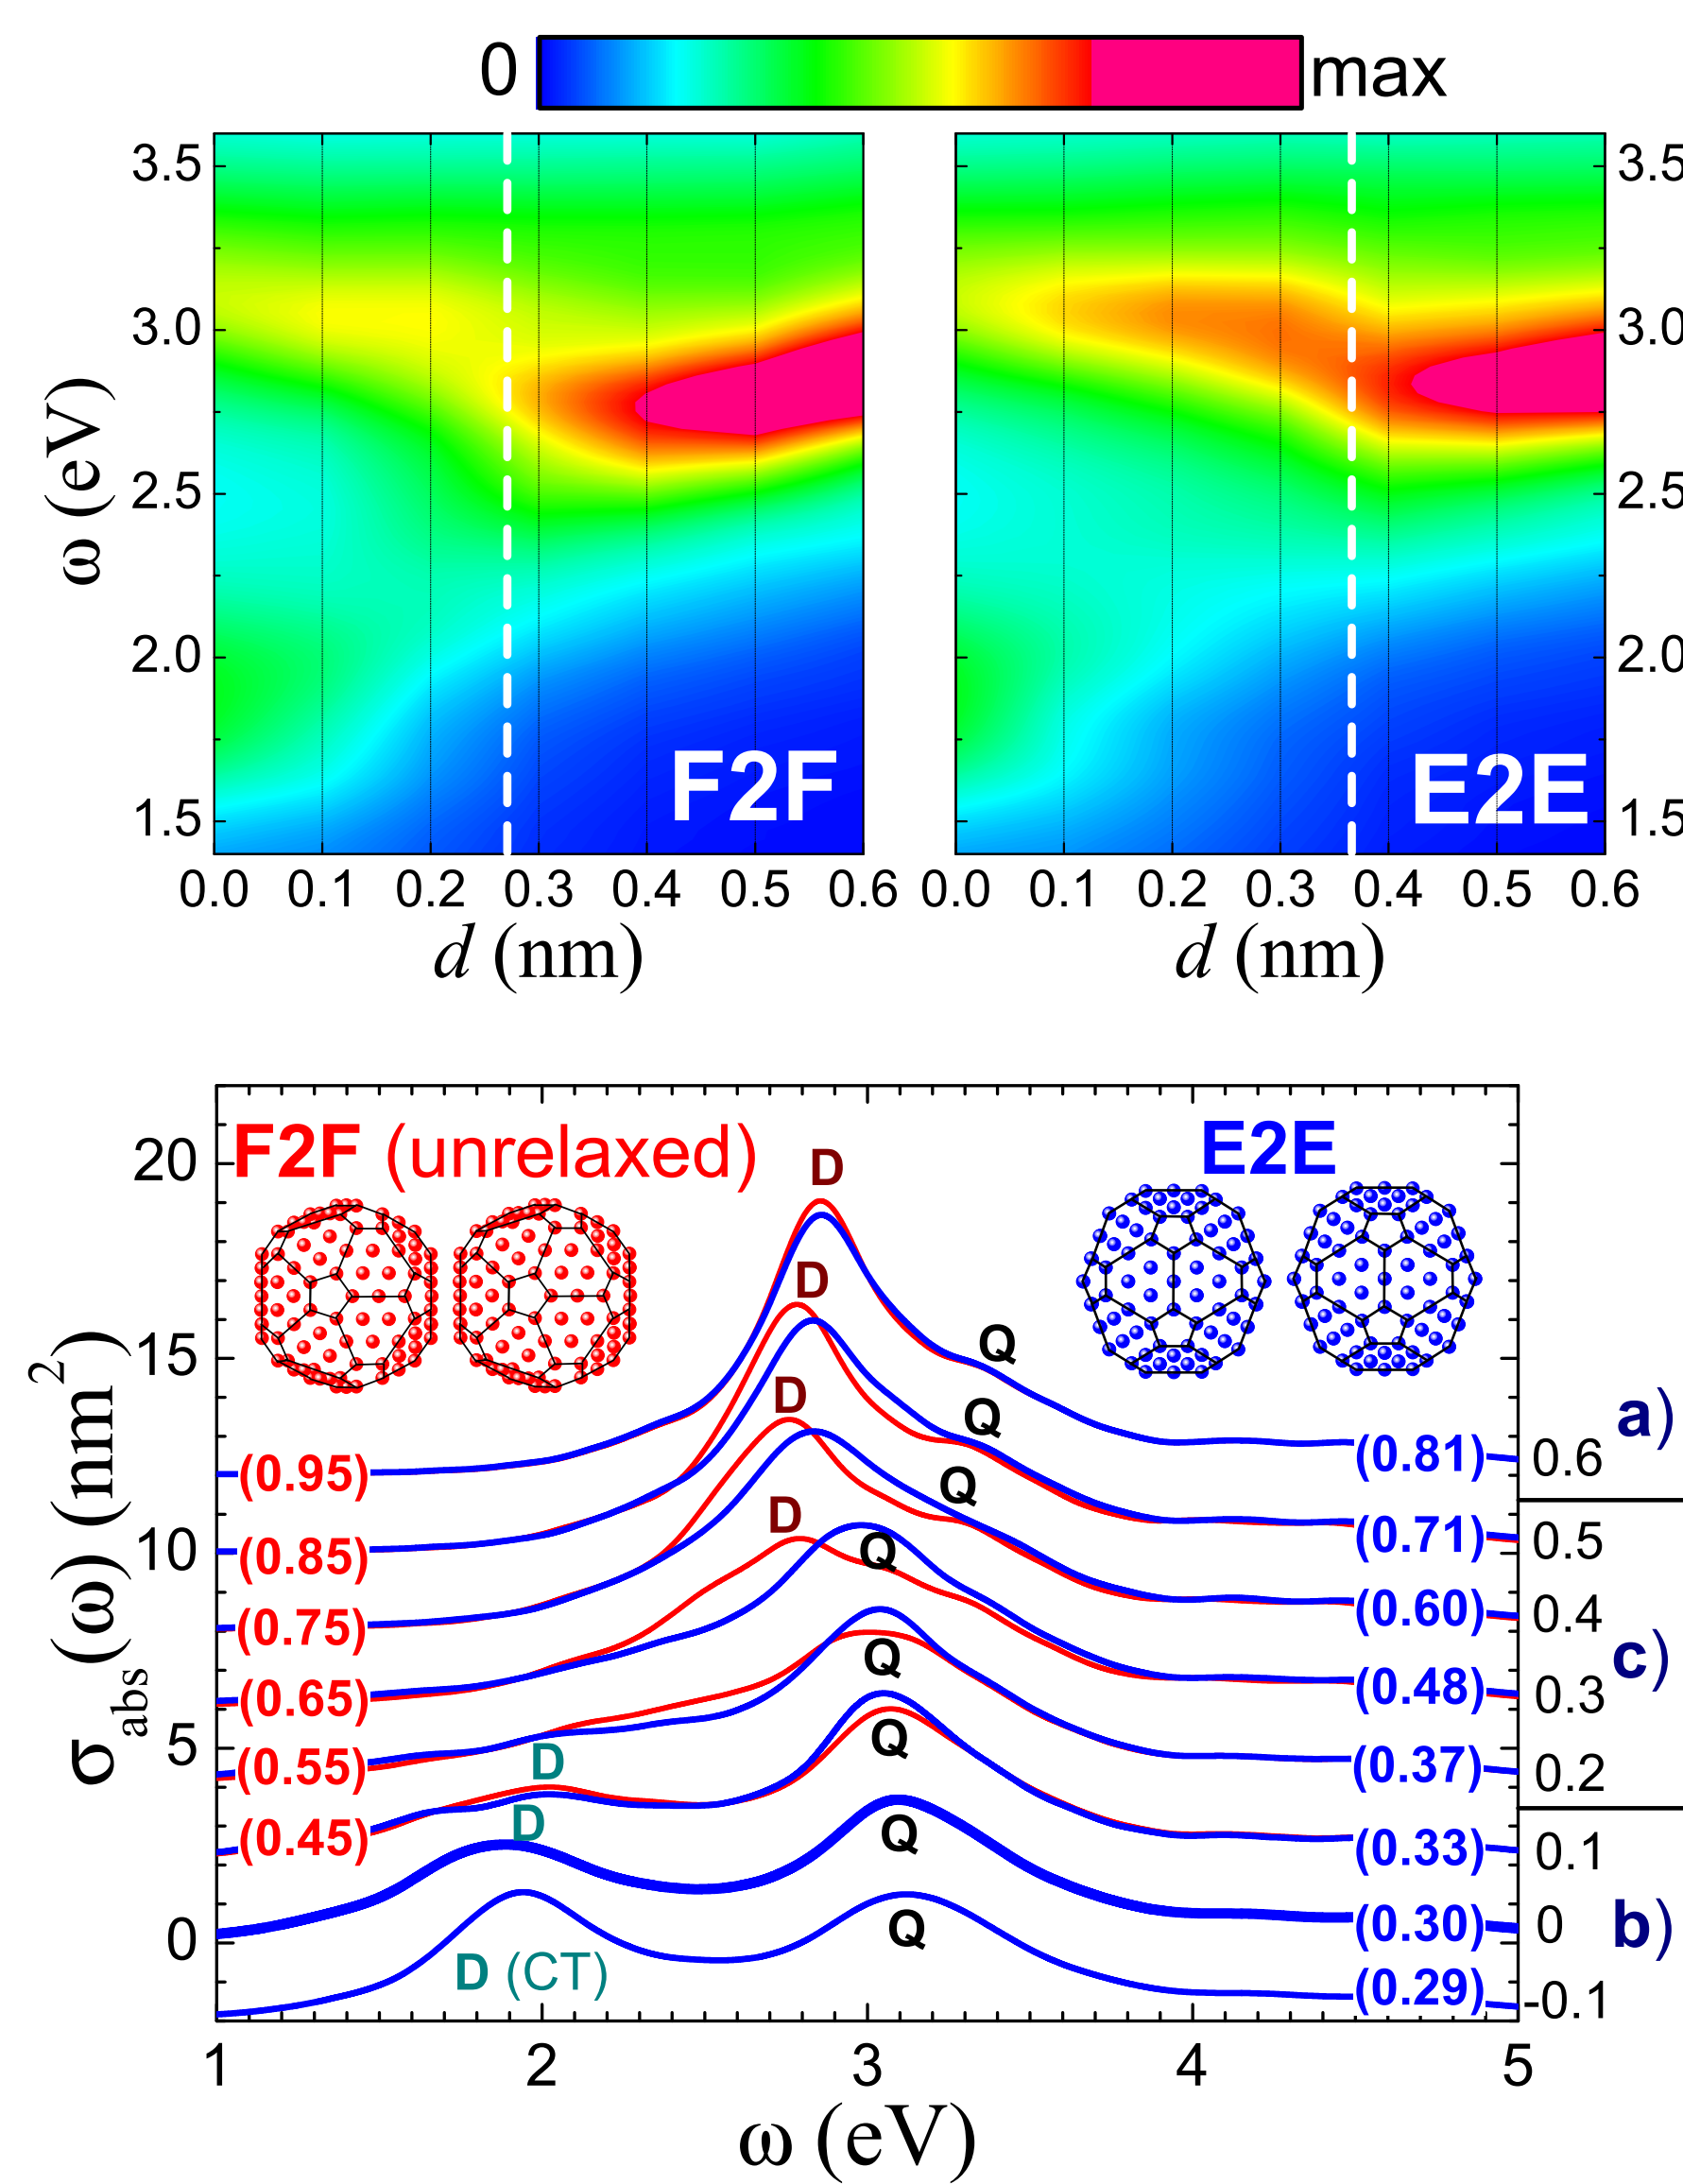 0 max
3.5
3.0
2.5
2.0
1.5
ω (eV)
F2F
0.0 0.1 0.2 0.3 0.4 0.5 0.6
d (nm)
3.5
3.0
2.5
2.0
1.5
E2E
0.0 0.1 0.2 0.3 0.4 0.5 0.6
d (nm)
σabs(ω) (nm2)
20
15
10
5
0
F2F (unrelaxed)
E2E
D
D
Q
D
Q
Q
D
Q
Q
D
Q
D
Q
Q
D (CT)
(0.95)
(0.85)
(0.75)
(0.65)
(0.55)
(0.45)
(0.81)
(0.71)
(0.60)
(0.48)
(0.37)
(0.33)
(0.30)
(0.29)
a)
0.6
0.5
0.4
c)
0.3
0.2
0.1
0
b)
-0.1
1 2 3 4 5
ω (eV)